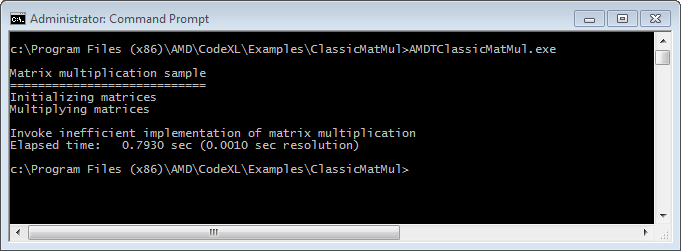 Administrator: Command Prompt
c:\Program Files (x86)\AMD\CodeXL\Examples\ClassicMatMul>AMDTClassicMatMul.exe
Matrix multiplication sample
============================
Initializing matrices
Multiplying matrices
Invoke inefficient implementation of matrix multiplication
Elapsed time:   0.7930 sec (0.0010 sec resolution)
c:\Program Files (x86)\AMD\CodeXL\Examples\ClassicMatMul>